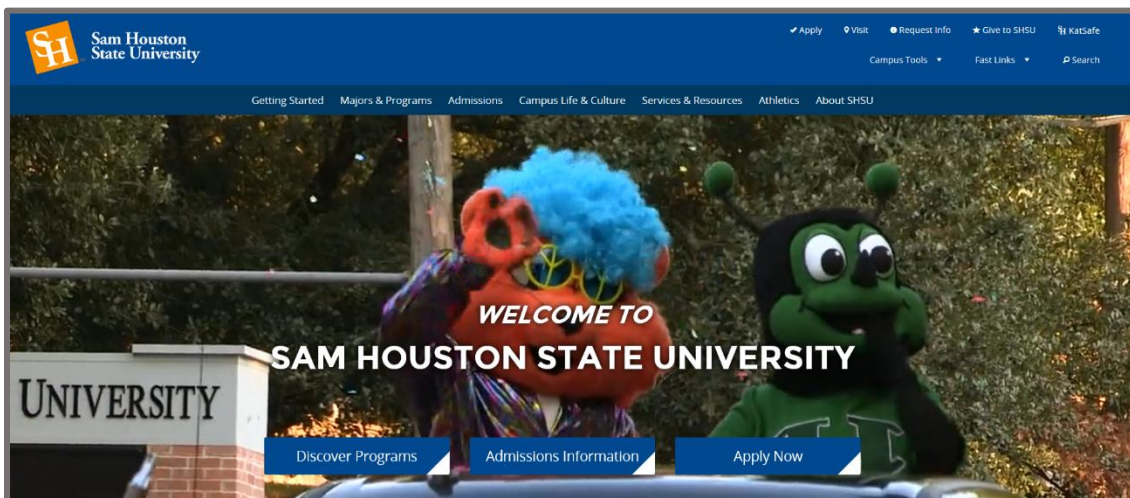 SH
Sam Houston
State University
Apply Visit Request Info Give to SHSU SH KatSafe
Campus Tools Fast Links Search
Getting Started Majors & Programs Admissions Campus Life & Culture Services & Resources Athletics About SHSU
WELCOME TO
SAM HOUSTON STATE UNIVERSITY
UNIVERSITY
Discover Programs Admissions Information Apply Now